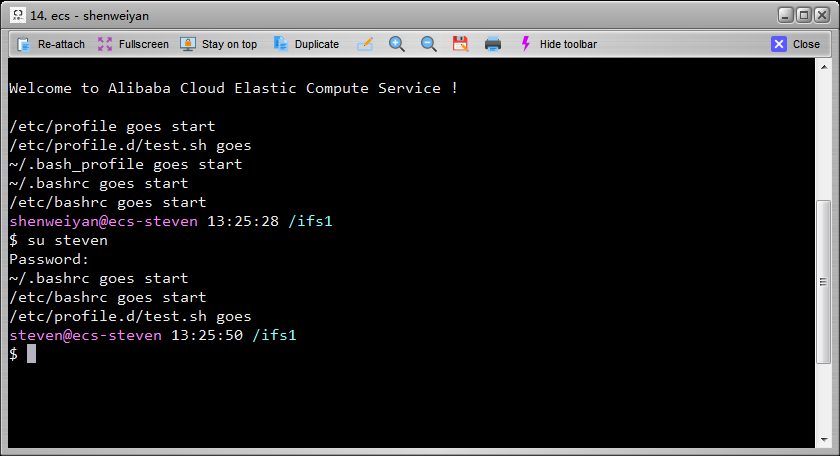 14. ecs - shenweiyan
Re-attach Fullscreen Stay on top Duplicate Hide toolbar Close
Welcome to Alibaba Cloud Elastic Compute Service !
/etc/profile goes start
/etc/profile.d/test.sh goes
~/.bash_profile goes start
~/.bashrc goes start
/etc/bashrc goes start
shenweiyan@ecs-steven 13:25:28 /ifs1
$ su steven
Password:
~/.bashrc goes start
/etc/bashrc goes start
/etc/profile.d/test.sh goes
steven@ecs-steven 13:25:50 /ifs1
$